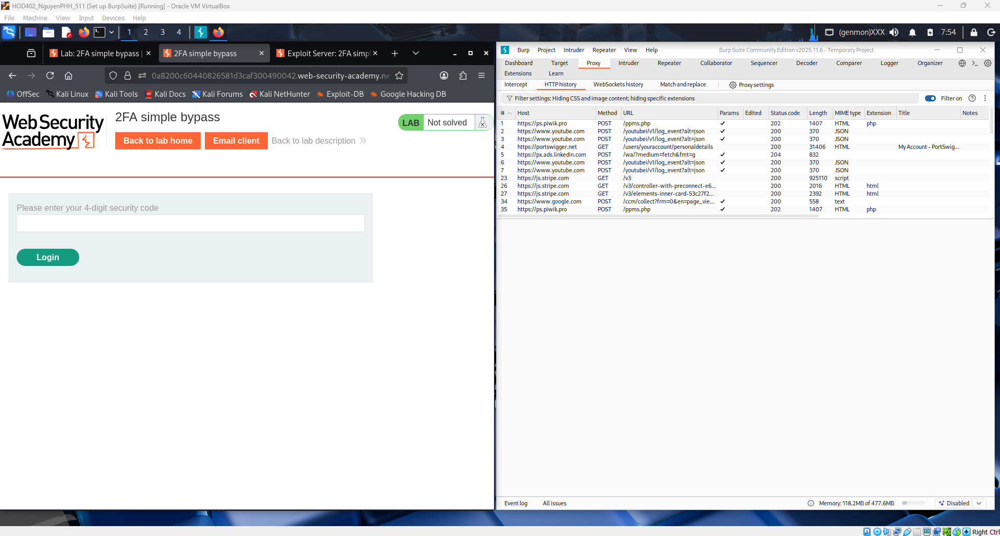 HOD402_NguyenPHH_511 (Set up BurpSuite) [Running] - Oracle VM VirtualBox
File Machine View Input Devices Help
1 2 3 4 (genmon)XXX 7:54
Lab: 2FA simple bypass | 2FA simple bypass Exploit Server: 2FA simpl
0a8200c60440826581d3caf300490042.web-security-academy.ne
OffSec Kali Linux Kali Tools Kali Docs Kali Forums Kali NetHunter Exploit-DB Google Hacking DB
Web Security
Academy
2FA simple bypass
LAB Not solved
Back to lab home Email client Back to lab description
Please enter your 4-digit security code
Login
Burp Project Intruder Repeater View Help Burp Suite Community Edition v2025.11.6 - Temporary Project
Dashboard Target Proxy Intruder Repeater Collaborator Sequencer Decoder Comparer Logger Organizer
Extensions Learn
Intercept HTTP history WebSockets history Match and replace Proxy settings
Filter settings: Hiding CSS and image content; hiding specific extensions Filter on
# Host Method URL Params Edited Status code Length MIME type Extension Title Notes
1 https://ps.piwik.pro POST /ppms.php ✓ 202 1407 HTML php
2 https://www.youtube.com POST /youtubei/v1/log_event?alt=json ✓ 200 370 JSON
3 https://www.youtube.com POST /youtubei/v1/log_event?alt=json ✓ 200 370 JSON
4 https://portswigger.net GET /users/youraccount/personaldetails 200 31406 HTML My Account - PortSwig...
5 https://px.ads.linkedin.com POST /wa/?medium=fetch&fmt=g ✓ 204 832
6 https://www.youtube.com POST /youtubei/v1/log_event?alt=json ✓ 200 370 JSON
7 https://www.youtube.com POST /youtubei/v1/log_event?alt=json ✓ 200 370 JSON
23 https://js.stripe.com GET /v3 200 925110 script
26 https://js.stripe.com GET /v3/controller-with-preconnect-e6... 200 2016 HTML html
27 https://js.stripe.com GET /v3/elements-inner-card-53c27f2... 200 2392 HTML html
34 https://www.google.com POST /ccm/collect?frm=0&en=page_vie... ✓ 200 558 text
35 https://ps.piwik.pro POST /ppms.php ✓ 202 1407 HTML php
Event log All issues Memory: 118.2MB of 477.6MB Disabled
Right Ctrl